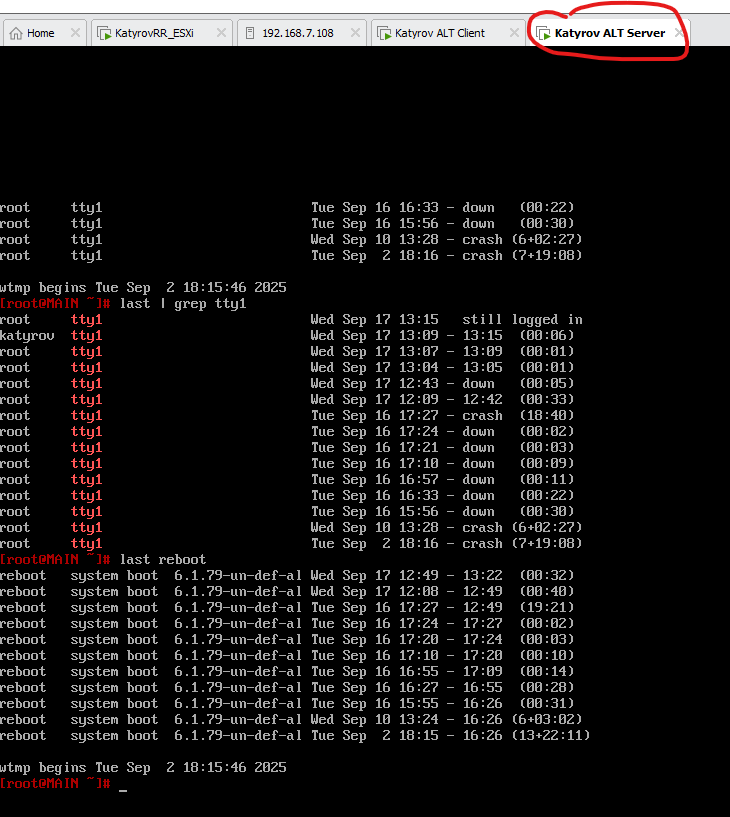 Home KatyrovRR_ESXi 192.168.7.108 Katyrov ALT Client Katyrov ALT Server
root     tty1                          Tue Sep 16 16:33 - down   (00:22)
root     tty1                          Tue Sep 16 15:56 - down   (00:30)
root     tty1                          Wed Sep 10 13:28 - crash (6+02:27)
root     tty1                          Tue Sep  2 18:16 - crash (7+19:08)
wtmp begins Tue Sep  2 18:15:46 2025
[root@MAIN ~]# last | grep tty1
root     tty1                          Wed Sep 17 13:15   still logged in
katyrov  tty1                          Wed Sep 17 13:09 - 13:15  (00:06)
root     tty1                          Wed Sep 17 13:07 - 13:09  (00:01)
root     tty1                          Wed Sep 17 13:04 - 13:05  (00:01)
root     tty1                          Wed Sep 17 12:43 - down   (00:05)
root     tty1                          Wed Sep 17 12:09 - 12:42  (00:33)
root     tty1                          Tue Sep 16 17:27 - crash  (18:40)
root     tty1                          Tue Sep 16 17:24 - down   (00:02)
root     tty1                          Tue Sep 16 17:21 - down   (00:03)
root     tty1                          Tue Sep 16 17:10 - down   (00:09)
root     tty1                          Tue Sep 16 16:57 - down   (00:11)
root     tty1                          Tue Sep 16 16:33 - down   (00:22)
root     tty1                          Tue Sep 16 15:56 - down   (00:30)
root     tty1                          Wed Sep 10 13:28 - crash (6+02:27)
root     tty1                          Tue Sep  2 18:16 - crash (7+19:08)
[root@MAIN ~]# last reboot
reboot   system boot  6.1.79-un-def-al Wed Sep 17 12:49 - 13:22  (00:32)
reboot   system boot  6.1.79-un-def-al Wed Sep 17 12:08 - 12:49  (00:40)
reboot   system boot  6.1.79-un-def-al Tue Sep 16 17:27 - 12:49  (19:21)
reboot   system boot  6.1.79-un-def-al Tue Sep 16 17:24 - 17:27  (00:02)
reboot   system boot  6.1.79-un-def-al Tue Sep 16 17:20 - 17:24  (00:03)
reboot   system boot  6.1.79-un-def-al Tue Sep 16 17:10 - 17:20  (00:10)
reboot   system boot  6.1.79-un-def-al Tue Sep 16 16:55 - 17:09  (00:14)
reboot   system boot  6.1.79-un-def-al Tue Sep 16 16:27 - 16:55  (00:28)
reboot   system boot  6.1.79-un-def-al Tue Sep 16 15:55 - 16:26  (00:31)
reboot   system boot  6.1.79-un-def-al Wed Sep 10 13:24 - 16:26 (6+03:02)
reboot   system boot  6.1.79-un-def-al Tue Sep  2 18:15 - 16:26 (13+22:11)
wtmp begins Tue Sep  2 18:15:46 2025
[root@MAIN ~]# _